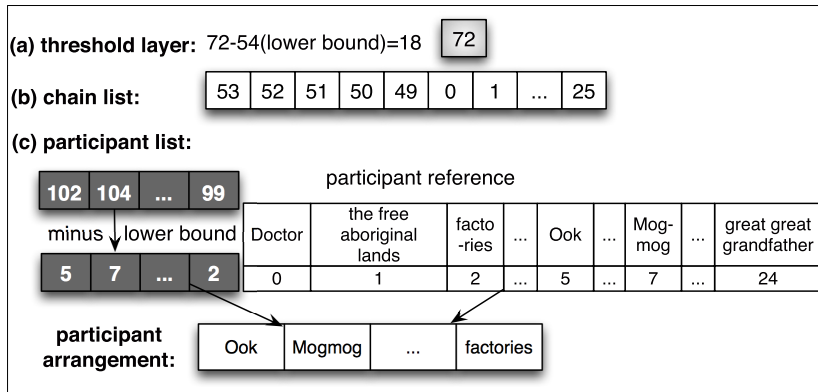 (a) threshold layer: 72-54(lower bound)=18 72
(b) chain list: 53 52 51 50 49 0 1 ... 25
(c) participant list:
participant reference
102 104 ... 99
minus lower bound
5 7 ... 2
Doctor the free aboriginal lands facto-ries ... Ook ... Mog-mog ... great great grandfather
0 1 2 ... 5 ... 7 ... 24
participant arrangement: Ook Mogmog ... factories